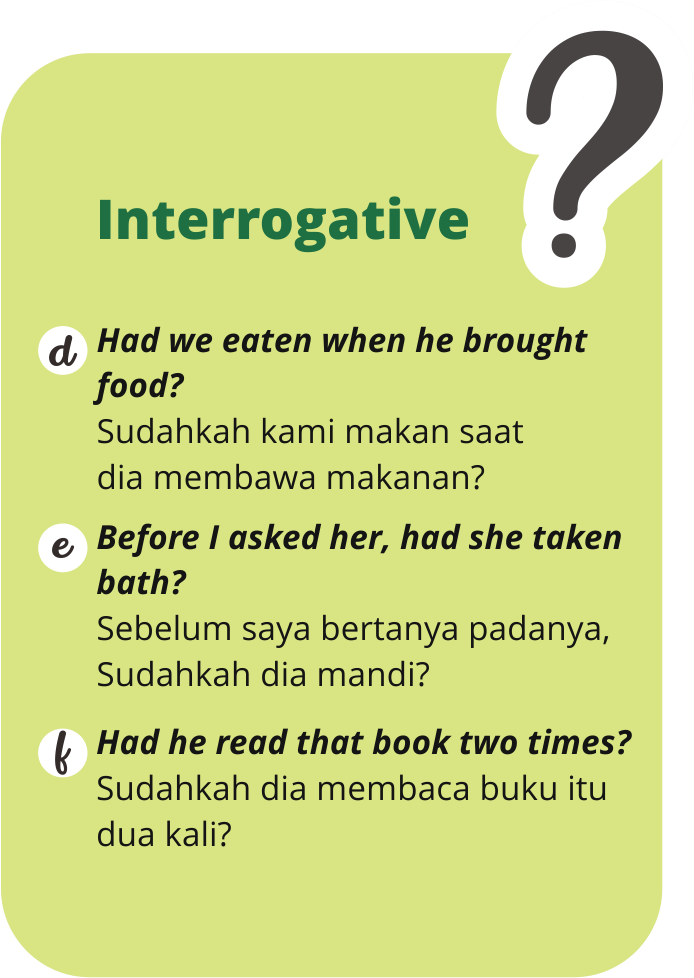 ?
Interrogative
d Had we eaten when he brought
food?
Sudahkah kami makan saat
dia membawa makanan?
e Before I asked her, had she taken
bath?
Sebelum saya bertanya padanya,
Sudahkah dia mandi?
f Had he read that book two times?
Sudahkah dia membaca buku itu
dua kali?